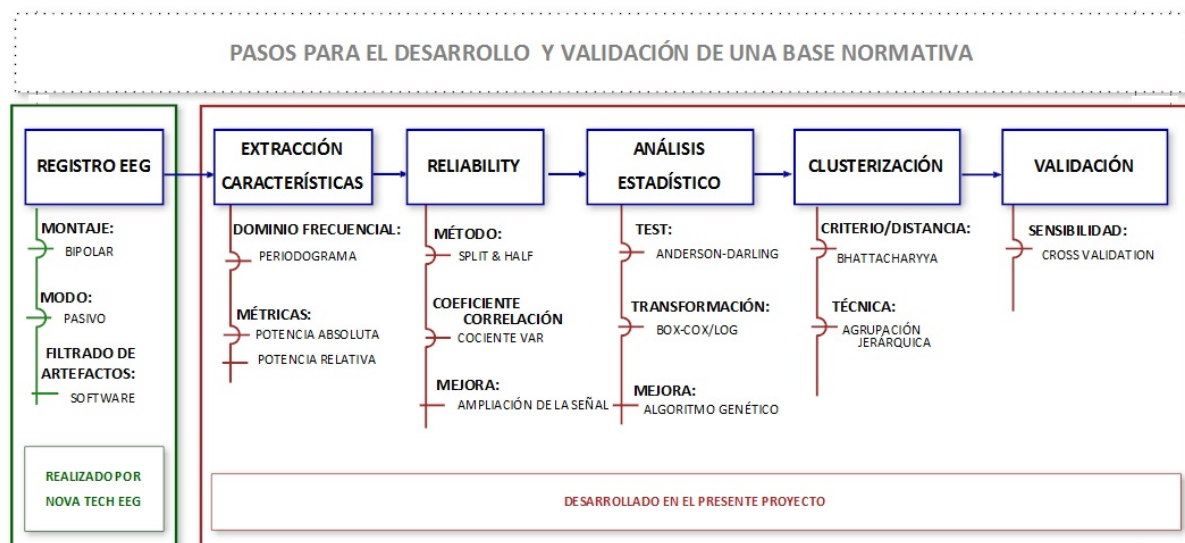 PASOS PARA EL DESARROLLO Y VALIDACIÓN DE UNA BASE NORMATIVA
REGISTRO EEG
MONTAJE:
BIPOLAR
MODO:
PASIVO
FILTRADO DE
ARTEFACTOS:
SOFTWARE
REALIZADO POR
NOVA TECH EEG
EXTRACCIÓN
CARACTERÍSTICAS
DOMINIO FRECUENCIAL:
PERIODOGRAMA
MÉTRICAS:
POTENCIA ABSOLUTA
POTENCIA RELATIVA
RELIABILITY
MÉTODO:
SPLIT & HALF
COEFICIENTE
CORRELACIÓN
COCIENTE VAR
MEJORA:
AMPLIACIÓN DE LA SEÑAL
ANÁLISIS
ESTADÍSTICO
TEST:
ANDERSON-DARLING
TRANSFORMACIÓN:
BOX-COX/LOG
MEJORA:
ALGORITMO GENÉTICO
CLUSTERIZACIÓN
CRITERIO/DISTANCIA:
BHATTACHARYYA
TÉCNICA:
AGRUPACIÓN
JERÁRQUICA
VALIDACIÓN
SENSIBILIDAD:
CROSS VALIDATION
DESARROLLADO EN EL PRESENTE PROYECTO